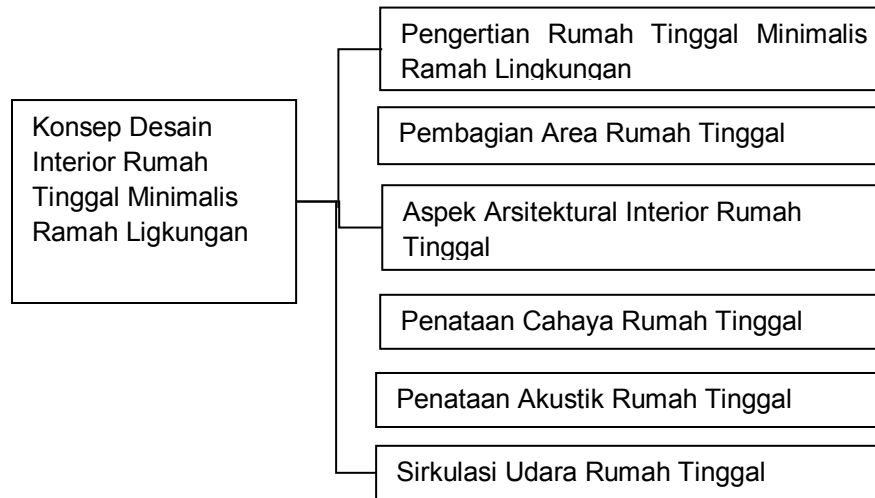 Pengertian Rumah Tinggal Minimalis
Ramah Lingkungan
Konsep Desain
Interior Rumah
Tinggal Minimalis
Ramah Ligkungan
Pembagian Area Rumah Tinggal
Aspek Arsitektural Interior Rumah
Tinggal
Penataan Cahaya Rumah Tinggal
Penataan Akustik Rumah Tinggal
Sirkulasi Udara Rumah Tinggal